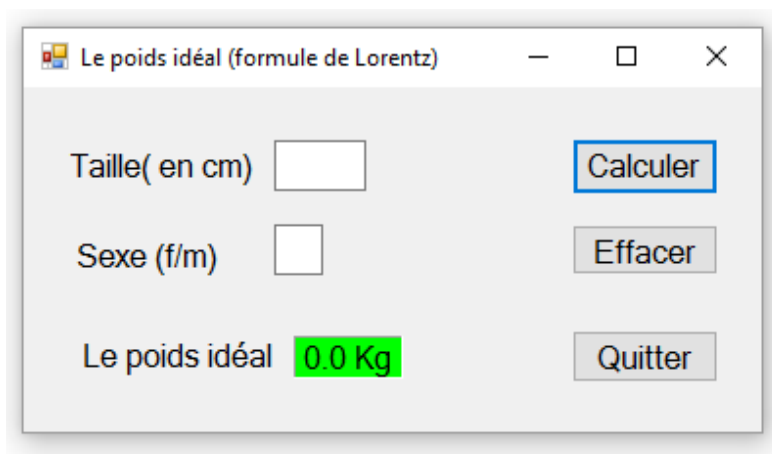 Le poids idéal (formule de Lorentz)
Taille( en cm) Calculer
Sexe (f/m) Effacer
Le poids idéal 0.0 Kg Quitter